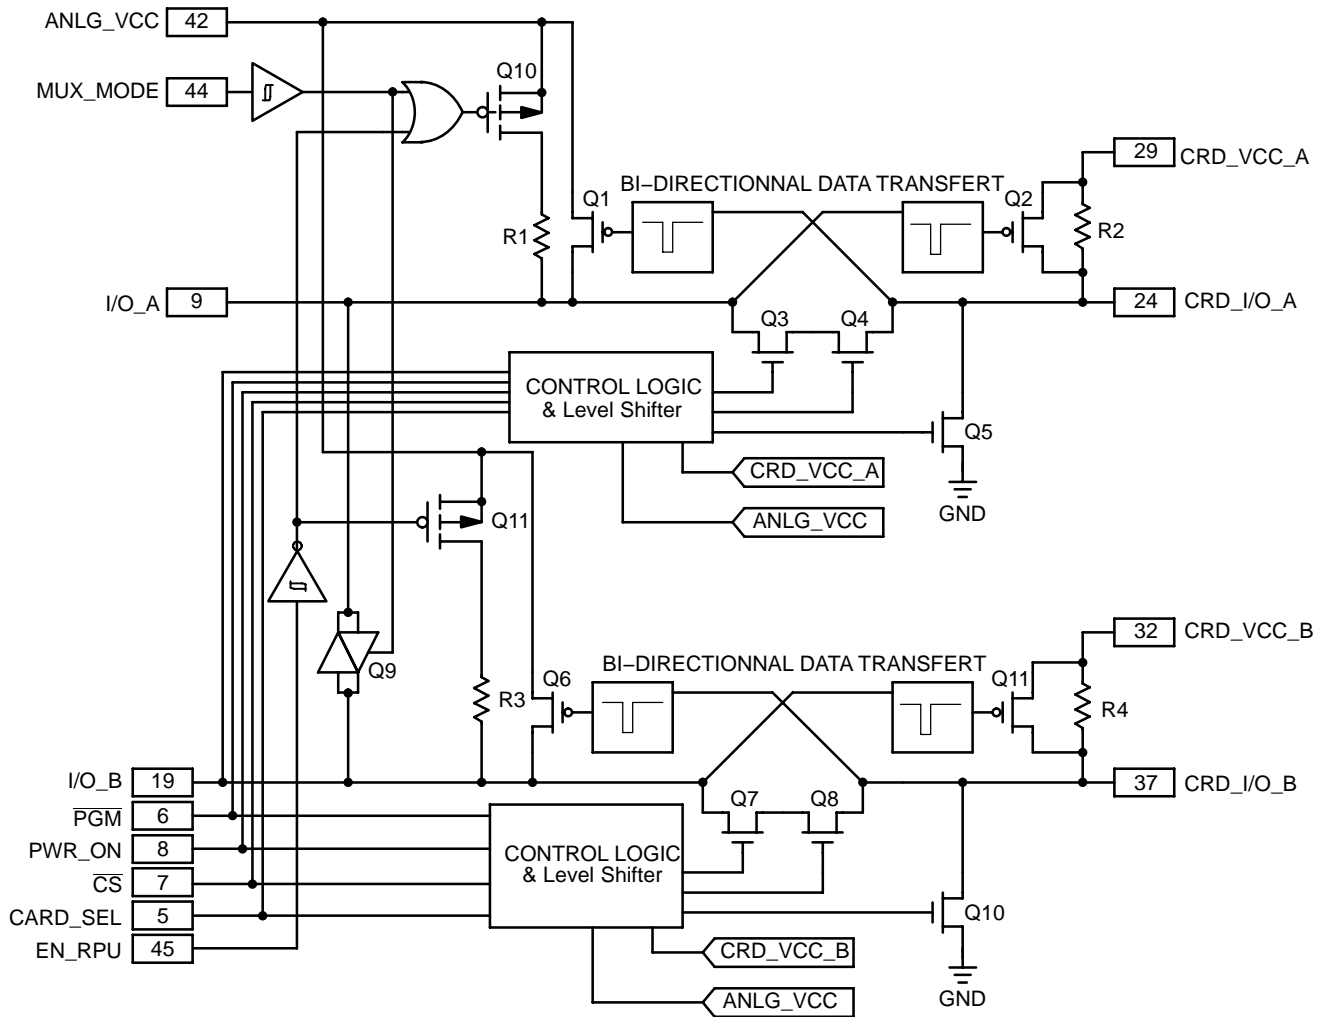 ANLG_VCC 42
MUX_MODE 44
Q10
29 CRD_VCC_A
BI–DIRECTIONNAL DATA TRANSFERT
Q1
Q2
R1
R2
I/O_A 9
24 CRD_I/O_A
Q3
Q4
CONTROL LOGIC
& Level Shifter
Q5
CRD_VCC_A
ANLG_VCC
GND
Q11
Q9
32 CRD_VCC_B
BI–DIRECTIONNAL DATA TRANSFERT
R3
Q6
Q11
R4
I/O_B 19
37 CRD_I/O_B
PGM 6
Q7
Q8
PWR_ON 8
CONTROL LOGIC
& Level Shifter
CS 7
CARD_SEL 5
Q10
EN_RPU 45
CRD_VCC_B
ANLG_VCC
GND